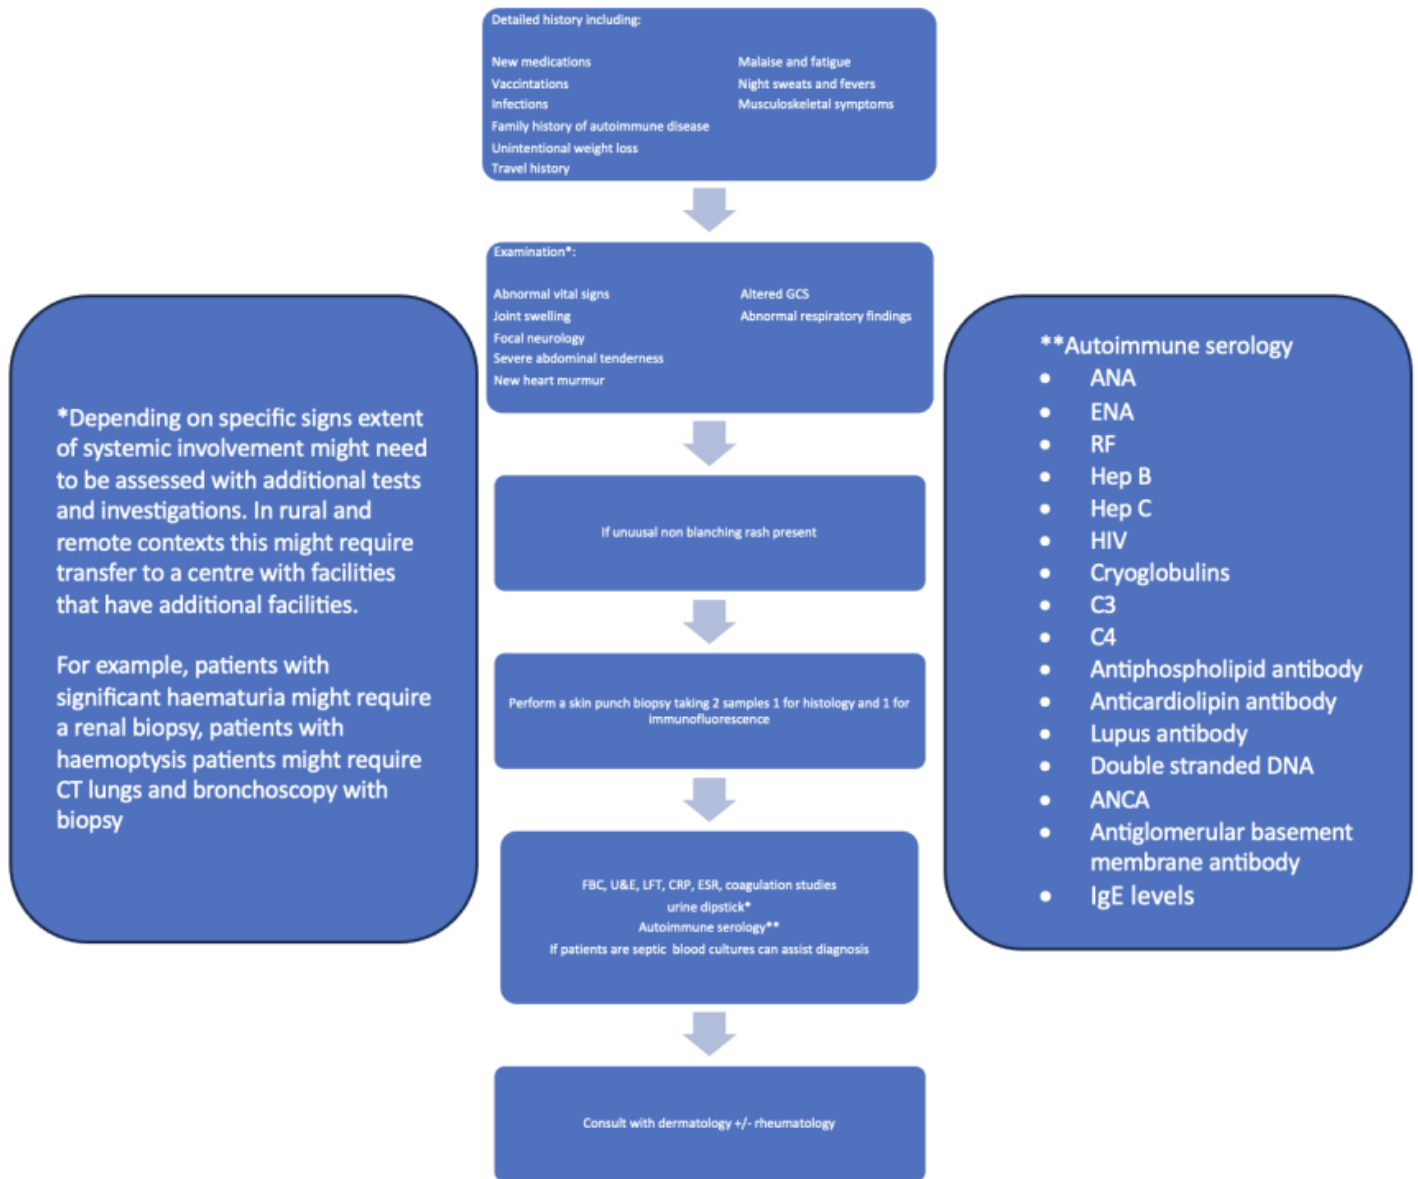 Detailed history including:
New medications
Vaccintations
Infections
Family history of autoimmune disease
Unintentional weight loss
Travel history
Malaise and fatigue
Night sweats and fevers
Musculoskeletal symptoms
Examination*:
Abnormal vital signs
Joint swelling
Focal neurology
Severe abdominal tenderness
New heart murmur
Altered GCS
Abnormal respiratory findings
If unuusal non blanching rash present
Perform a skin punch biopsy taking 2 samples 1 for histology and 1 for
immunofluorescence
FBC, U&E, LFT, CRP, ESR, coagulation studies
urine dipstick*
Autoimmune serology**
If patients are septic blood cultures can assist diagnosis
Consult with dermatology +/- rheumatology
*Depending on specific signs extent
of systemic involvement might need
to be assessed with additional tests
and investigations. In rural and
remote contexts this might require
transfer to a centre with facilities
that have additional facilities.
For example, patients with
significant haematuria might require
a renal biopsy, patients with
haemoptysis patients might require
CT lungs and bronchoscopy with
biopsy
**Autoimmune serology
• ANA
• ENA
• RF
• Hep B
• Hep C
• HIV
• Cryoglobulins
• C3
• C4
• Antiphospholipid antibody
• Anticardiolipin antibody
• Lupus antibody
• Double stranded DNA
• ANCA
• Antiglomerular basement
membrane antibody
• IgE levels